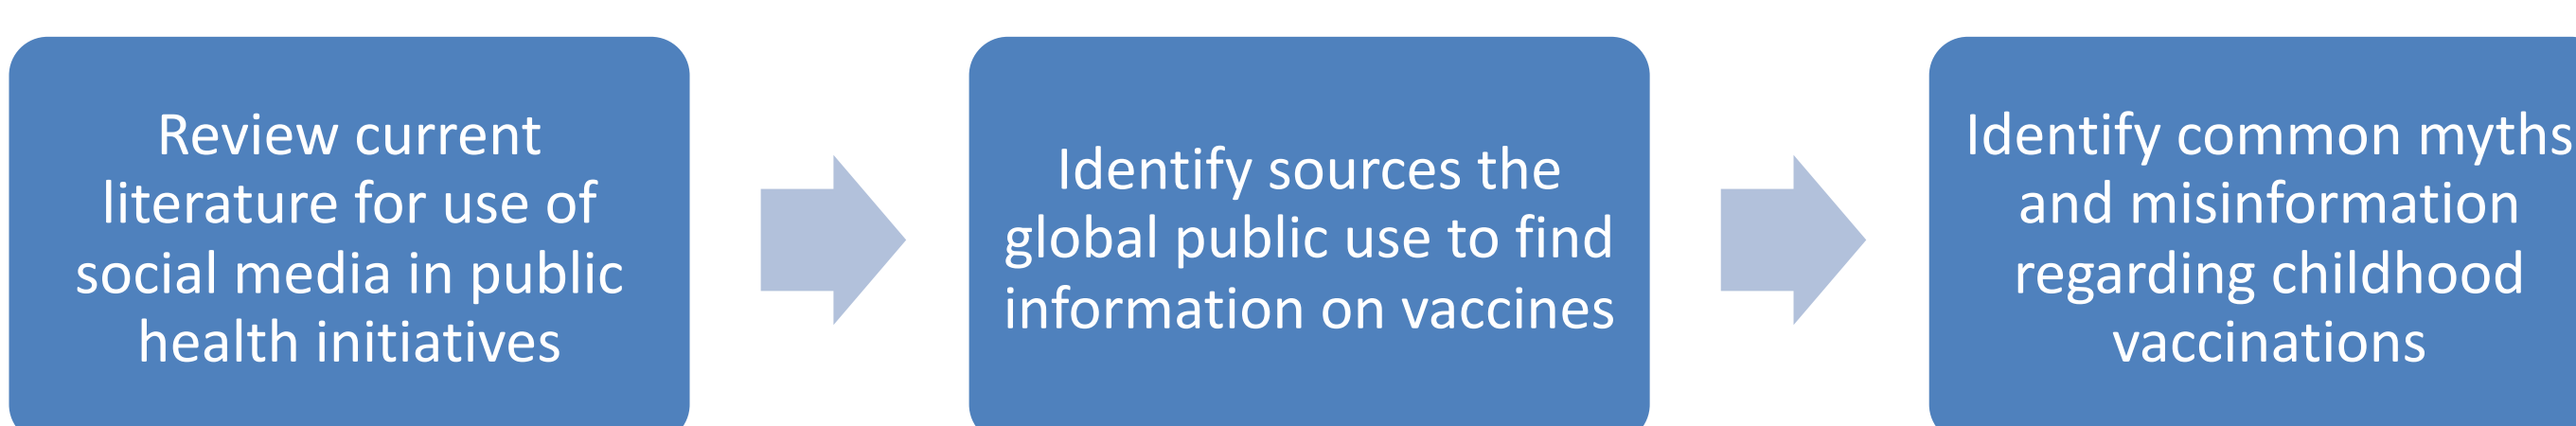 Review current
literature for use of
social media in public
health initiatives
Identify sources the
global public use to find
information on vaccines
Identify common myths
and misinformation
regarding childhood
vaccinations